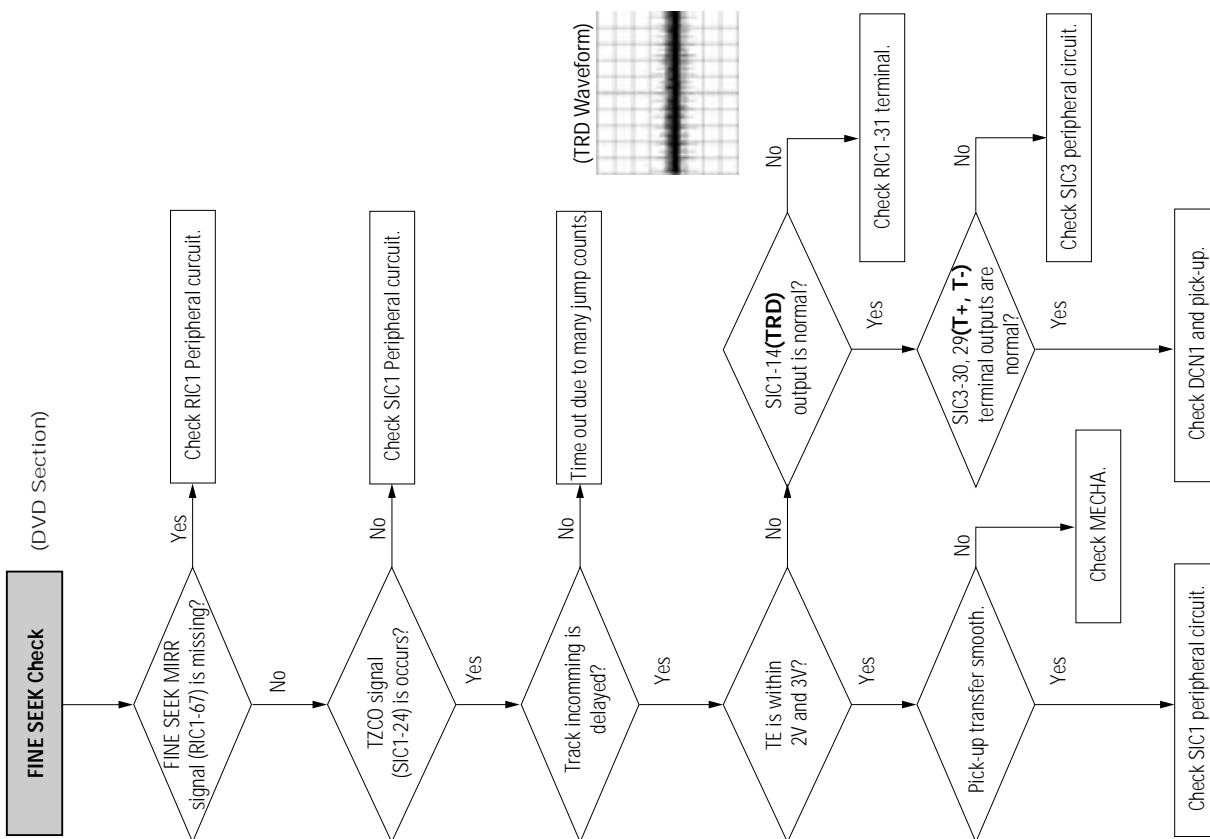 FINE SEEK Check
(DVD Section)
FINE SEEK MIRR
signal (RIC1-67) is missing?
Yes
Check RIC1 Peripheral curcuit.
No
TZCO signal
(SIC1-24) is occurs?
No
Check SIC1 Peripheral curcuit.
Yes
Track incomming is
delayed?
No
Time out due to many jump counts.
Yes
TE is within
2V and 3V?
No
Yes
Pick-up transfer smooth.
No
Check MECHA.
Yes
Check SIC1 peripheral circuit.
(TRD Waveform)
SIC1-14(TRD)
output is normal?
No
Check RIC1-31 terminal.
Yes
SIC3-30, 29(T+, T-)
terminal outputs are
normal?
No
Check SIC3 peripheral circuit.
Yes
Check DCN1 and pick-up.